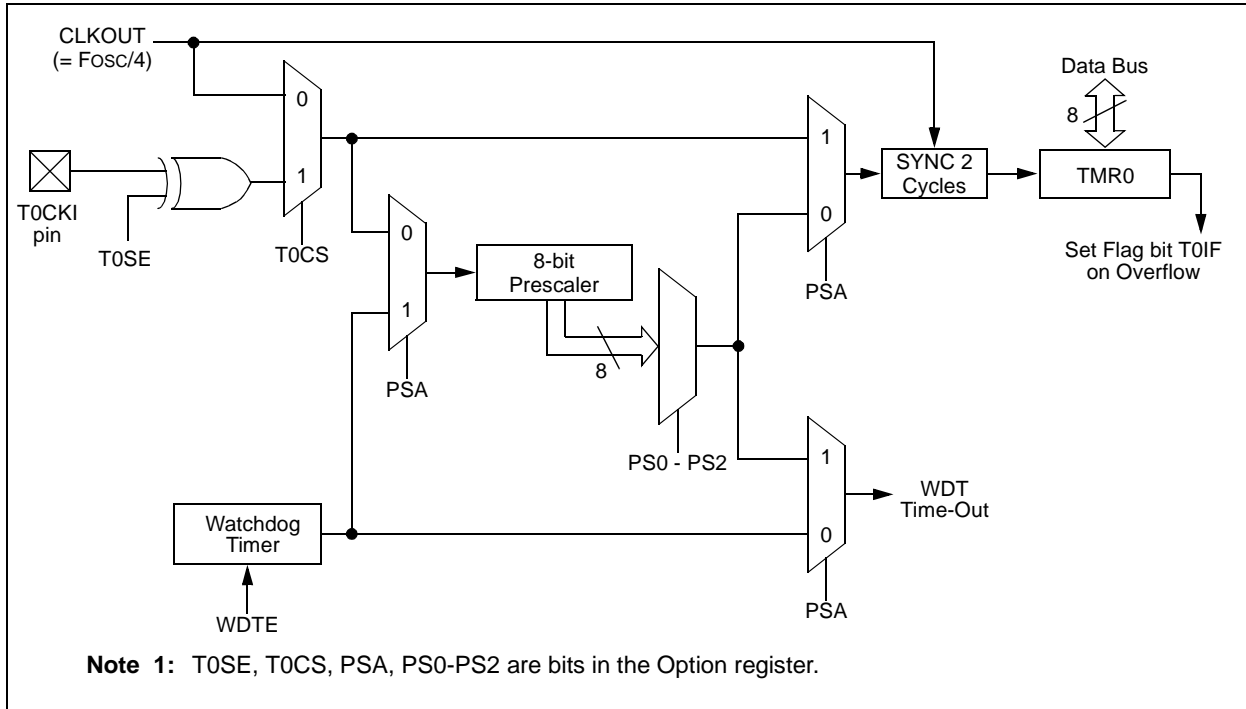 CLKOUT
(= FOSC/4)
0
1
T0CKI
pin
T0SE
T0CS
0
1
PSA
8-bit
Prescaler
8
PS0 - PS2
1
0
PSA
SYNC 2
Cycles
Data Bus
8
TMR0
Set Flag bit T0IF
on Overflow
Watchdog
Timer
WDTE
1
0
PSA
WDT
Time-Out
Note 1: T0SE, T0CS, PSA, PS0-PS2 are bits in the Option register.